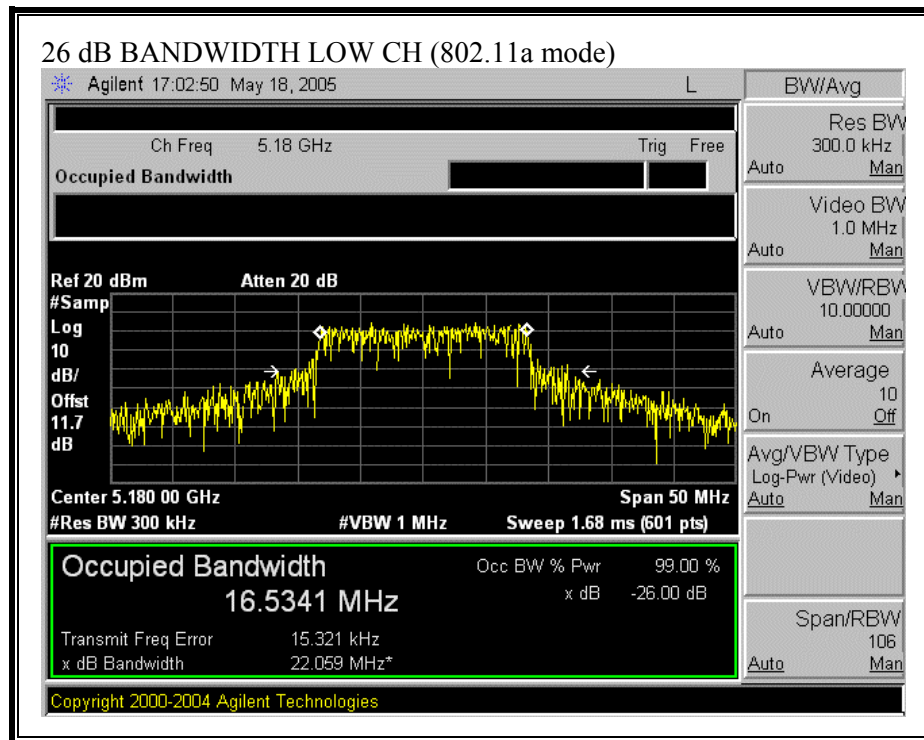 26 dB BANDWIDTH LOW CH (802.11a mode)
Agilent 17:02:50 May 18, 2005 L
Ch Freq 5.18 GHz Trig Free
Occupied Bandwidth
Ref 20 dBm Atten 20 dB
#Samp
Log
10
dB/
Offst
11.7
dB
Center 5.180 00 GHz Span 50 MHz
#Res BW 300 kHz #VBW 1 MHz Sweep 1.68 ms (601 pts)
Occupied Bandwidth
16.5341 MHz
Occ BW % Pwr 99.00 %
x dB -26.00 dB
Transmit Freq Error 15.321 kHz
x dB Bandwidth 22.059 MHz*
Copyright 2000-2004 Agilent Technologies
BW/Avg
Res BW
300.0 kHz
Auto Man
Video BW
1.0 MHz
Auto Man
VBW/RBW
10.00000
Auto Man
Average
10
On Off
Avg/VBW Type
Log-Pwr (Video)
Auto Man
Span/RBW
106
Auto Man